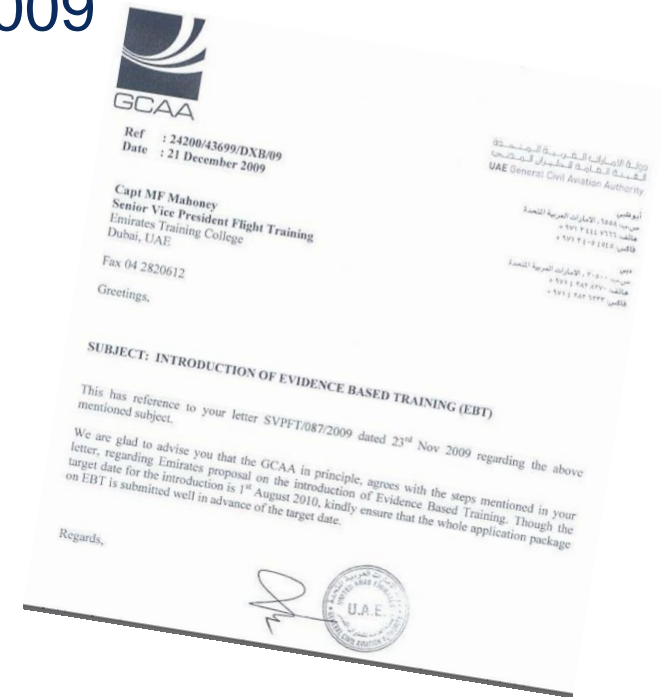 009
GCAA
Ref : 24200/43699/DXB/09
Date : 21 December 2009
UAE General Civil Aviation Authority
Capt MF Mahoney
Senior Vice President Flight Training
Emirates Training College
Dubai, UAE
Fax 04 2820612
Greetings,
أبوظبي
دبي
SUBJECT: INTRODUCTION OF EVIDENCE BASED TRAINING (EBT)
This has reference to your letter SVPFT/087/2009 dated 23rd Nov 2009 regarding the above
mentioned subject.
We are glad to advise you that the GCAA in principle, agrees with the steps mentioned in your
letter, regarding Emirates proposal on the introduction of Evidence Based Training. Though the
target date for the introduction is 1st August 2010, kindly ensure that the whole application package
on EBT is submitted well in advance of the target date.
Regards,
U.A.E.